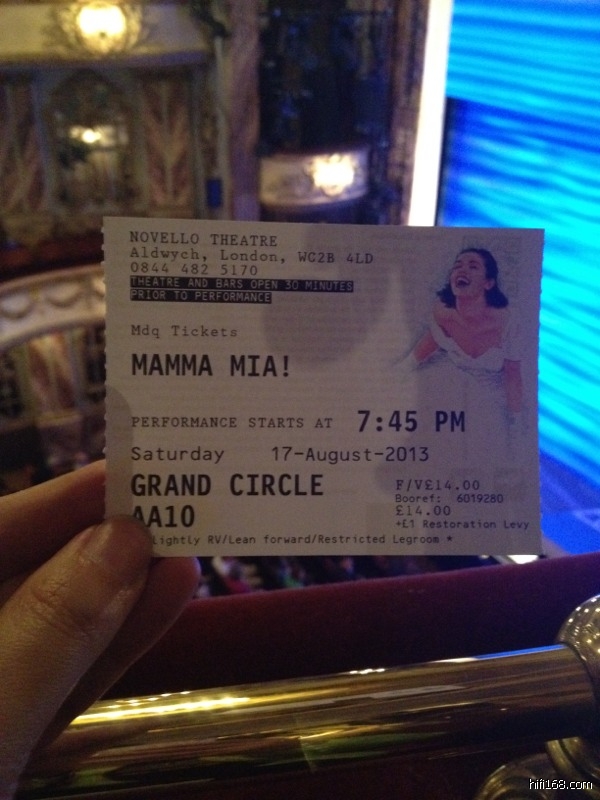 NOVELLO THEATRE
Aldwych, London, WC2B 4LD
0844 482 5170
THEATRE AND BARS OPEN 30 MINUTES
PRIOR TO PERFORMANCE
Mdq Tickets
MAMMA MIA!
PERFORMANCE STARTS AT 7:45 PM
Saturday 17-August-2013
GRAND CIRCLE
AA10
F/V£14.00
Booref: 6019280
£14.00
+£1 Restoration Levy
lightly RV/Lean forward/Restricted Legroom *
hifi168.com